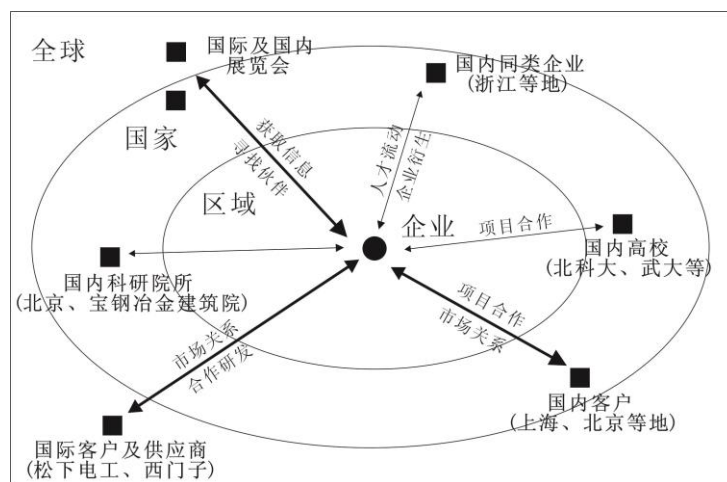 全球
国际及国内
展览会
国内同类企业
(浙江等地)
国家
获取信息
寻找伙伴
人才流动
企业衍生
区域
企业
项目合作
国内高校
(北科大、武大等)
国内科研院所
(北京、宝钢冶金建筑院)
市场关系
合作研发
项目合作
市场关系
国内客户
(上海、北京等地)
国际客户及供应商
(松下电工、西门子)